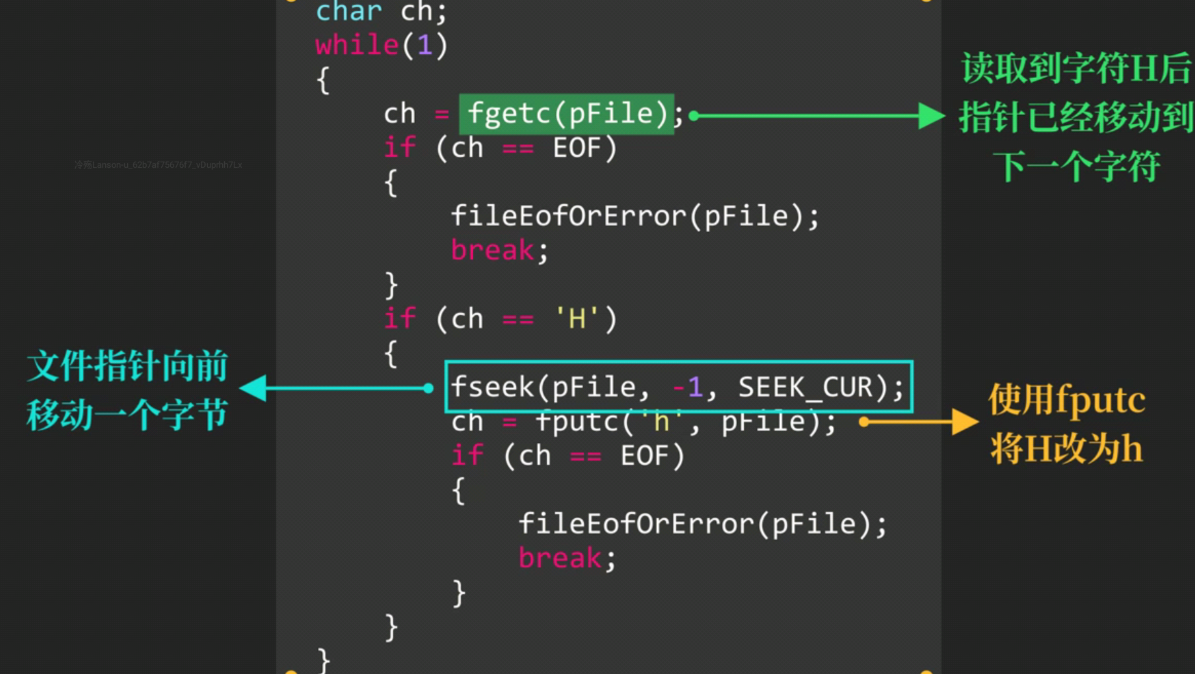 char ch;
while(1)
{
ch = fgetc(pFile);
if (ch == EOF)
{
fileEofOrError(pFile);
break;
}
if (ch == 'H')
{
fseek(pFile, -1, SEEK_CUR);
ch = fputc('h', pFile);
if (ch == EOF)
{
fileEofOrError(pFile);
break;
}
}
}
读取到字符H后
指针已经移动到
下一个字符
文件指针向前
移动一个字节
使用fputc
将H改为h